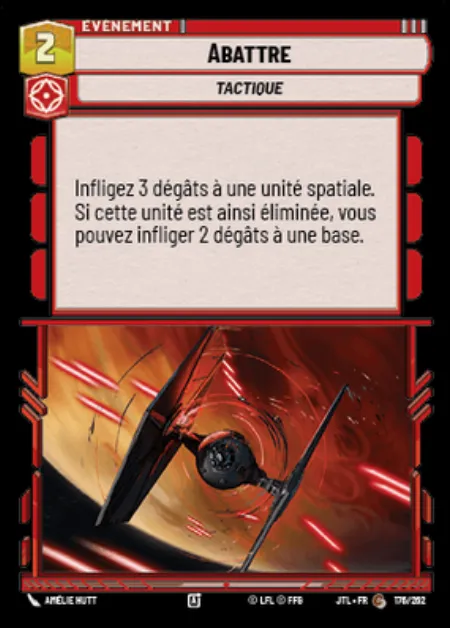 ÉVÉNEMENT
2
ABATTRE
TACTIQUE
Infligez 3 dégâts à une unité spatiale.
Si cette unité est ainsi éliminée, vous
pouvez infliger 2 dégâts à une base.
AMÉLIE HUTT
LFL © FFG
JTL • FR
176/262